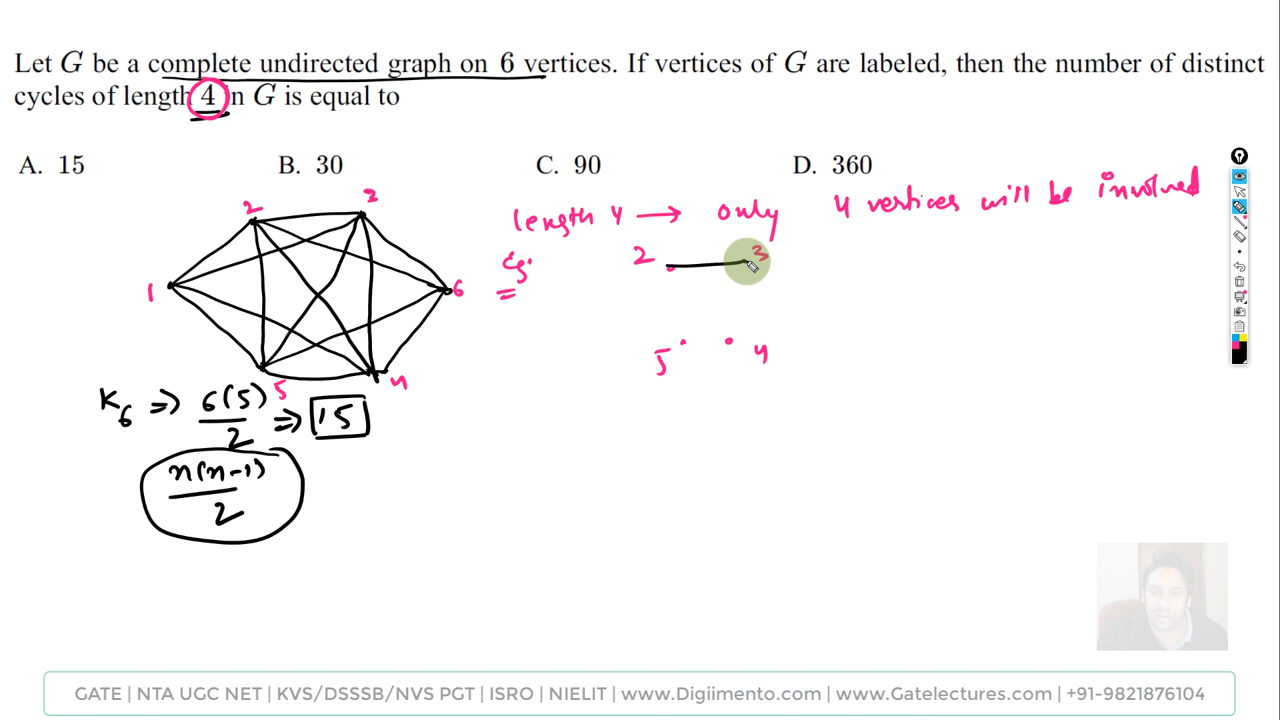 Let G be a complete undirected graph on 6 vertices. If vertices of G are labeled, then the number of distinct
cycles of length 4 n G is equal to
A. 15 B. 30 C. 90 D. 360
length 4 → only 4 vertices will be involved
Eg:
2 3
5 4
2 3
1 6
5 4
K6 ⇒ 6(5)/2 ⇒ 15
n(n-1)/2
GATE | NTA UGC NET | KVS/DSSSB/NVS PGT | ISRO | NIELIT | www.Digiimento.com | www.Gatelectures.com | +91-9821876104